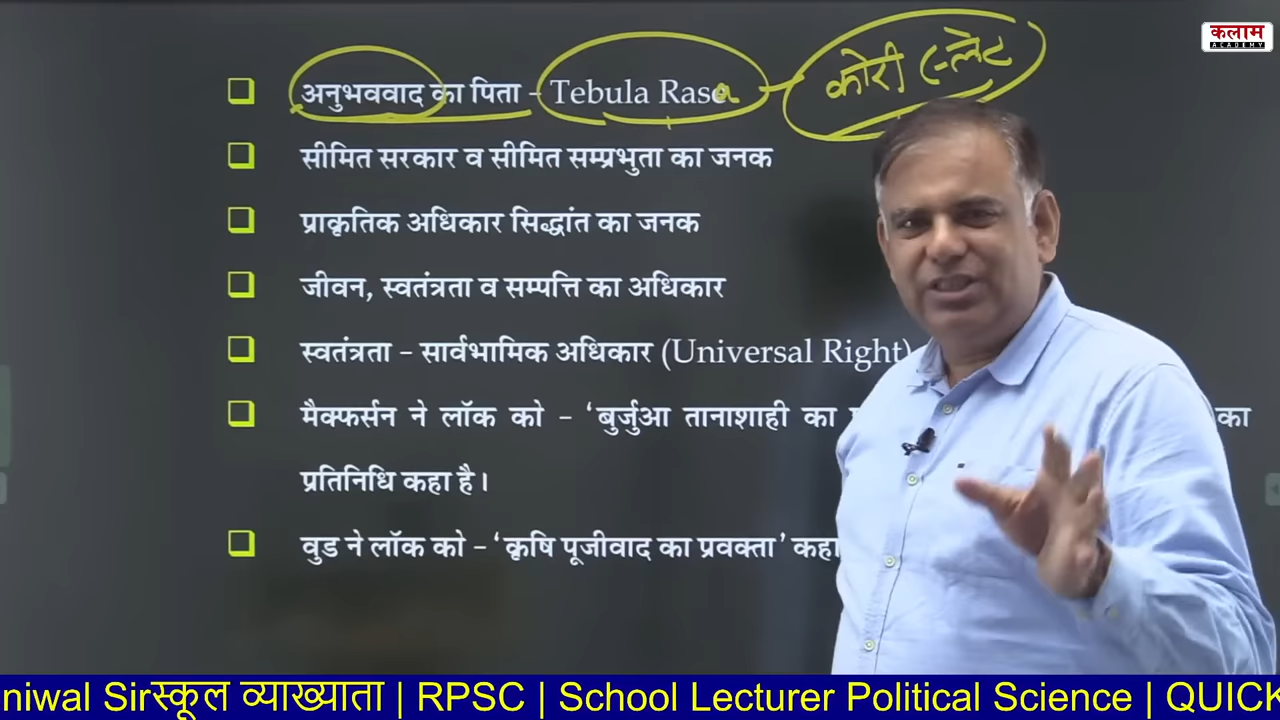 कलाम
ACADEMY
अनुभववाद का पिता - Tebula Rasa कोरी स्लेट
सीमित सरकार व सीमित सम्प्रभुता का जनक
प्राकृतिक अधिकार सिद्धांत का जनक
जीवन, स्वतंत्रता व सम्पत्ति का अधिकार
स्वतंत्रता – सार्वभामिक अधिकार (Universal Right)
मैक्फर्सन ने लॉक को – 'बुर्जुआ तानाशाही का का
प्रतिनिधि कहा है।
वुड ने लॉक को – 'कृषि पूजीवाद का प्रवक्ता' कहा
niwal Sirस्कूल व्याख्याता | RPSC | School Lecturer Political Science | QUICK